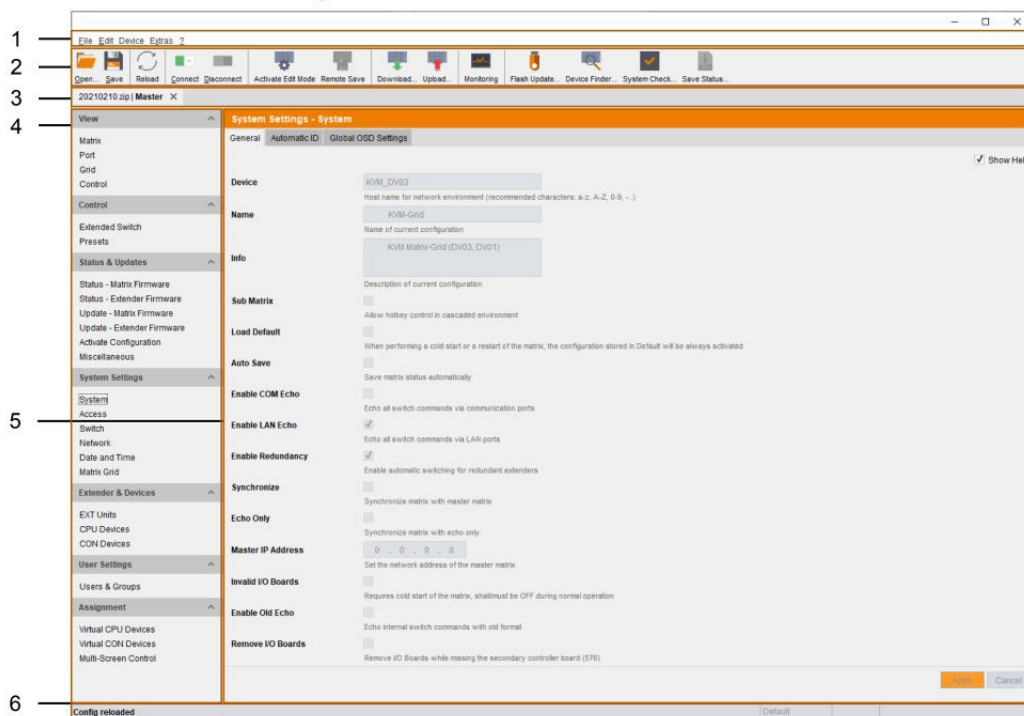 1
File Edit Device Extras ?
2
Open... Save Reload Connect Disconnect Activate Edit Mode Remote Save Download... Upload... Monitoring Flash Update... Device Finder... System Check... Save Status...
3
20210210.zip | Master ×
4
View
Matrix
Port
Grid
Control
Control
Extended Switch
Presets
Status & Updates
Status - Matrix Firmware
Status - Extender Firmware
Update - Matrix Firmware
Update - Extender Firmware
Activate Configuration
Miscellaneous
System Settings
System
Access
5
Switch
Network
Date and Time
Matrix Grid
Extender & Devices
EXT Units
CPU Devices
CON Devices
User Settings
Users & Groups
Assignment
Virtual CPU Devices
Virtual CON Devices
Multi-Screen Control
System Settings - System
General Automatic ID Global OSD Settings
Show Hel
Device KVM_DV03
Host name for network environment (recommended characters: a-z, A-Z, 0-9, - .)
Name KVM-Grid
Name of current configuration
Info KVM Matrix-Grid (DV03, DV01)
Description of current configuration
Sub Matrix
Allow hotkey control in cascaded environment
Load Default
When performing a cold start or a restart of the matrix, the configuration stored in Default will be always activated
Auto Save
Save matrix status automatically
Enable COM Echo
Echo all switch commands via communication ports
Enable LAN Echo
Echo all switch commands via LAN ports
Enable Redundancy
Enable automatic switching for redundant extenders
Synchronize
Synchronize matrix with master matrix
Echo Only
Synchronize matrix with echo only
Master IP Address 0 . 0 . 0 . 0
Set the network address of the master matrix
Invalid I/O Boards
Requires cold start of the matrix, shall/must be OFF during normal operation
Enable Old Echo
Echo internal switch commands with old format
Remove I/O Boards
Remove I/O Boards while missing the secondary controller board (576)
Apply Cancel
6
Config reloaded Default